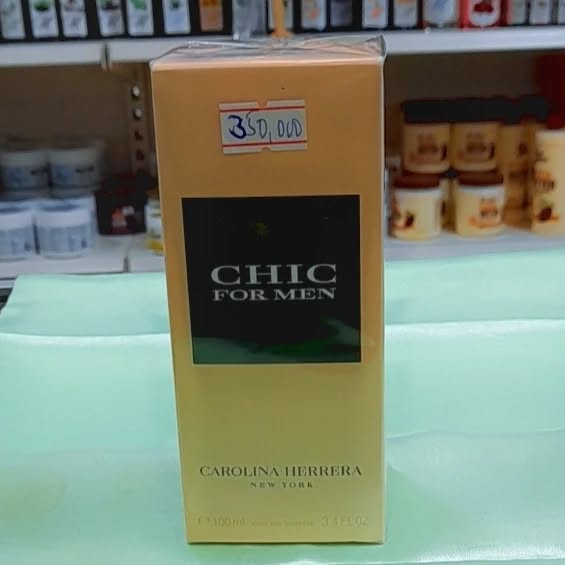 350,000
CHIC
FOR MEN
CAROLINA HERRERA
NEW YORK
100 ml 3.4 FL.OZ